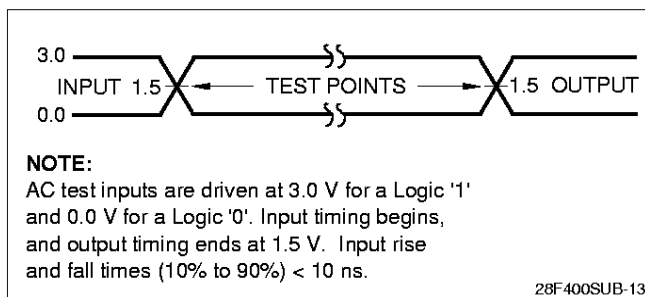 3.0
INPUT 1.5 TEST POINTS 1.5 OUTPUT
0.0
NOTE:
AC test inputs are driven at 3.0 V for a Logic '1'
and 0.0 V for a Logic '0'. Input timing begins,
and output timing ends at 1.5 V. Input rise
and fall times (10% to 90%) < 10 ns.
28F400SUB-13